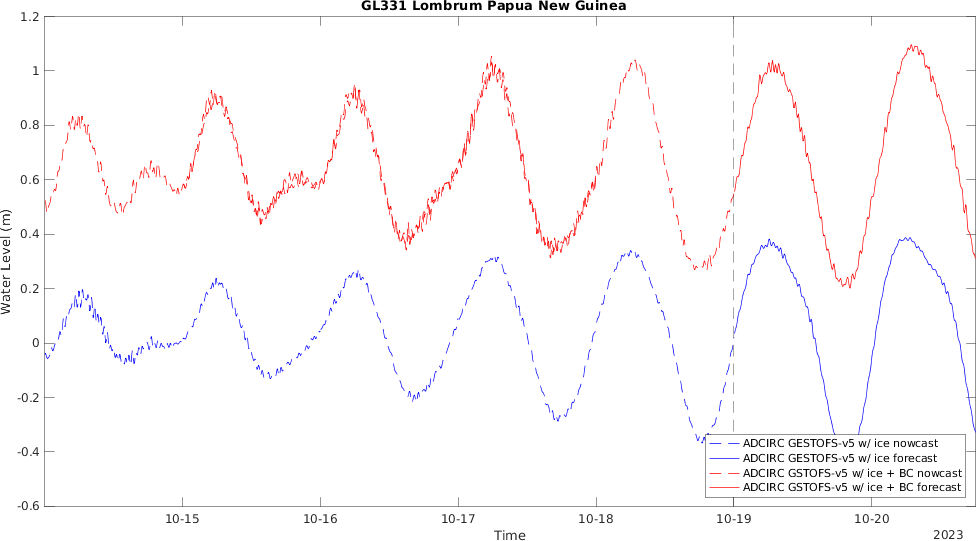 GL331 Lombrum Papua New Guinea
1.2
1
0.8
0.6
0.4
0.2
0
-0.2
-0.4
-0.6
Water Level (m)
ADCIRC GESTOFS-v5 w/ ice nowcast
ADCIRC GESTOFS-v5 w/ ice forecast
ADCIRC GSTOFS-v5 w/ ice + BC nowcast
ADCIRC GSTOFS-v5 w/ ice + BC forecast
10-15 10-16 10-17 10-18 10-19 10-20
Time
2023